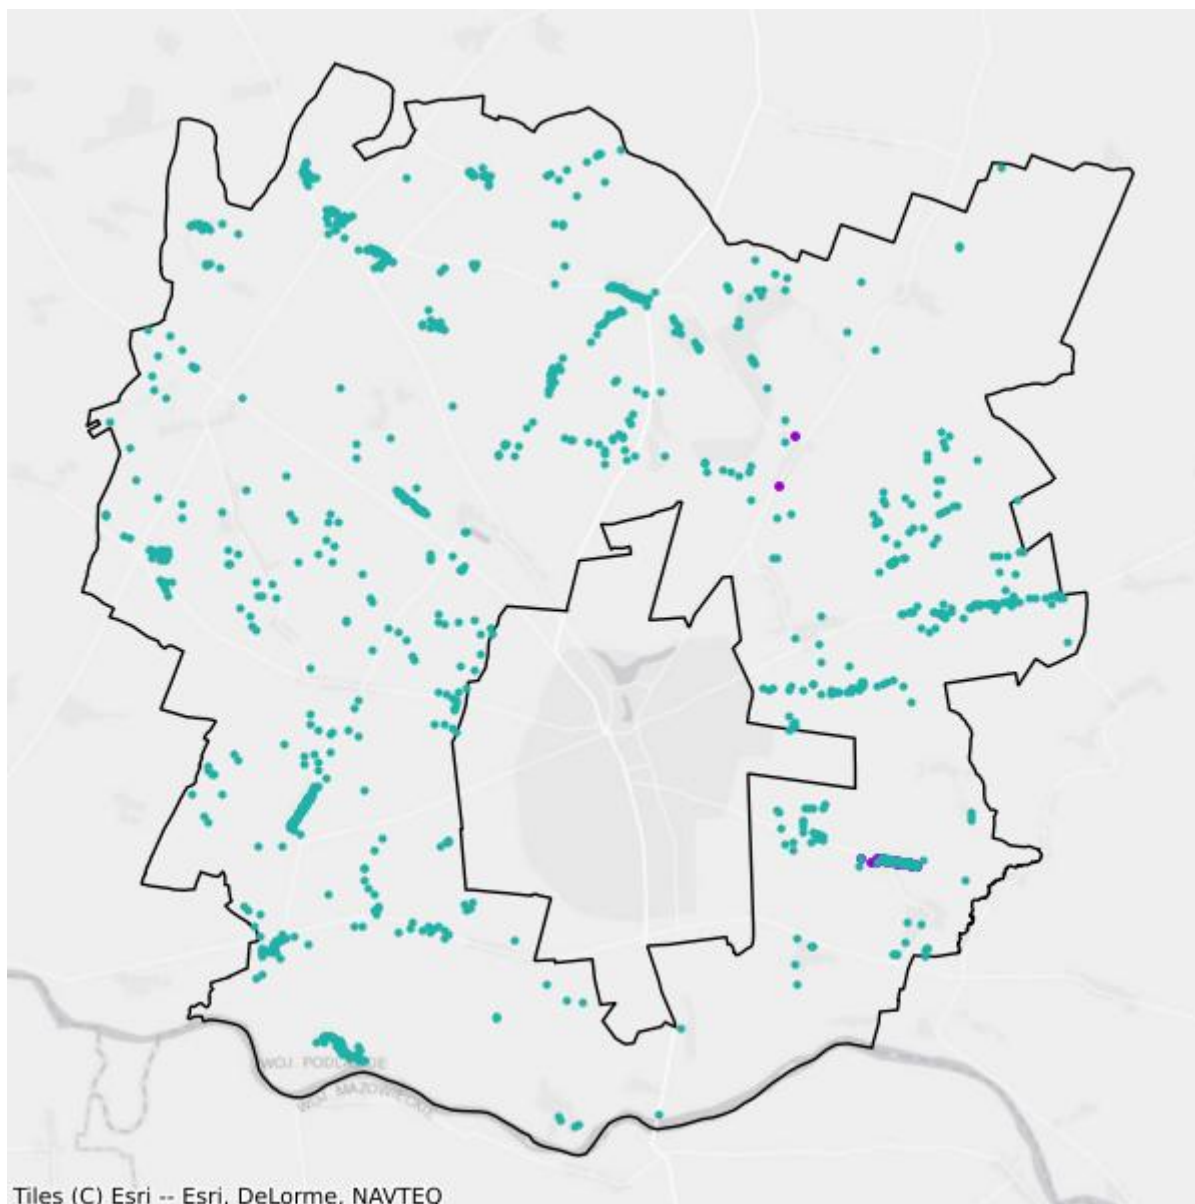 WOJ. PODLASKIE
WOJ. MAZOWIECKIE
Tiles (C) Esri -- Esri, DeLorme, NAVTEQ